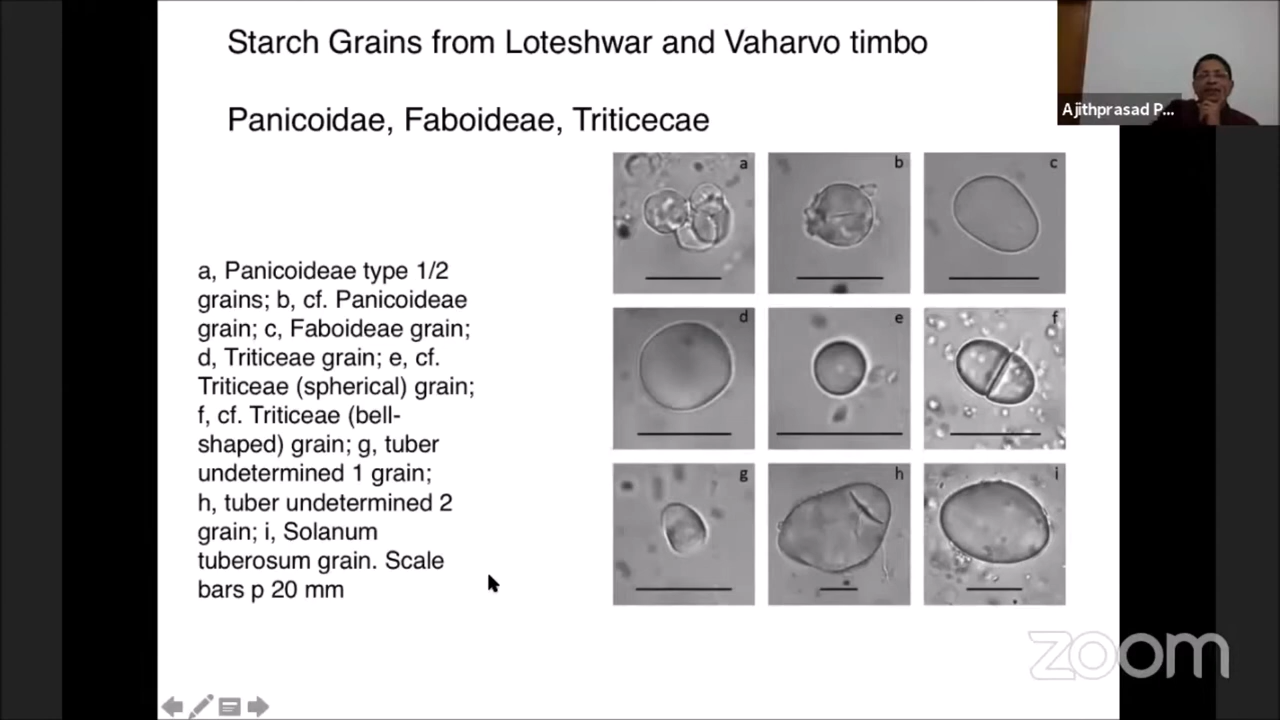 Starch Grains from Loteshwar and Vaharvo timbo
Ajithprasad P...
Panicoidae, Faboideae, Triticecae
a
b
c
d
e
f
g
h
i
a, Panicoideae type 1/2
grains; b, cf. Panicoideae
grain; c, Faboideae grain;
d, Triticeae grain; e, cf.
Triticeae (spherical) grain;
f, cf. Triticeae (bell-
shaped) grain; g, tuber
undetermined 1 grain;
h, tuber undetermined 2
grain; i, Solanum
tuberosum grain. Scale
bars p 20 mm
zoom